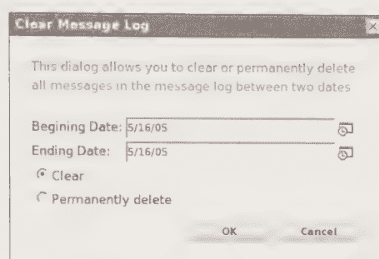 Clear Message Log
This dialog allows you to clear or permanently delete
all messages in the message log between two dates
Begining Date: 5/16/05
Ending Date: 5/16/05
Clear
Permanently delete
OK Cancel